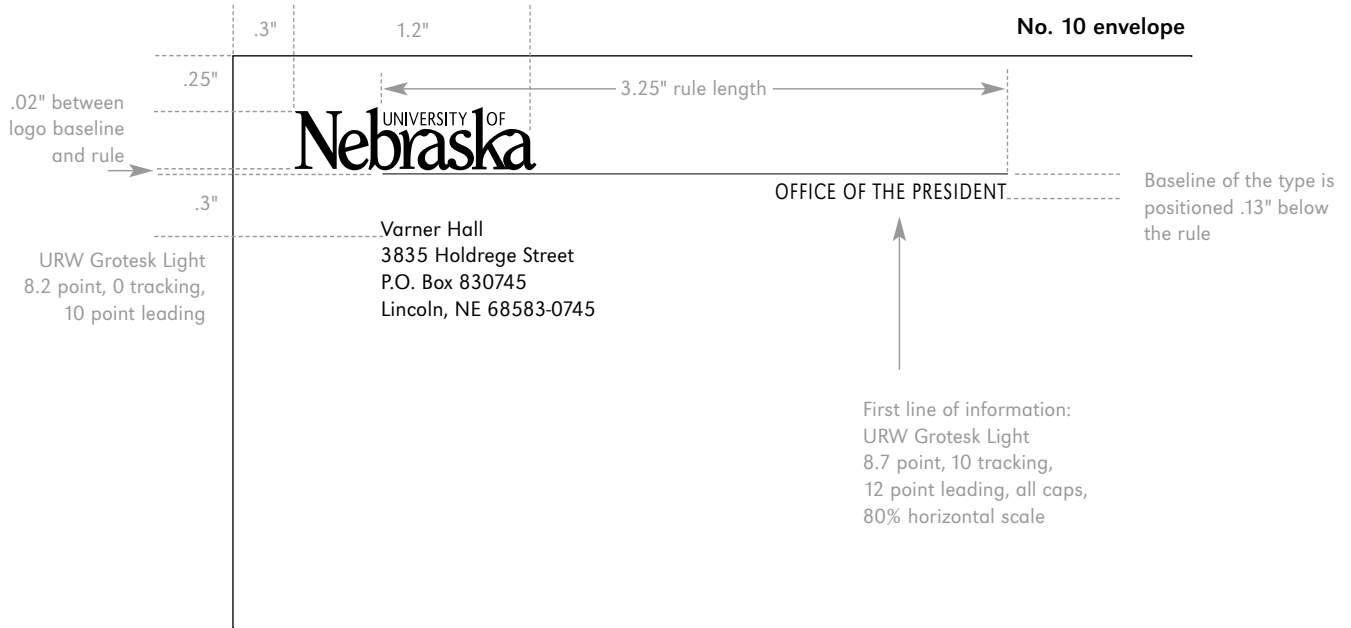 .3"
1.2"
No. 10 envelope
.25"
3.25" rule length
.02" between
logo baseline
and rule
UNIVERSITY OF
Nebraska
OFFICE OF THE PRESIDENT
Baseline of the type is
positioned .13" below
the rule
.3"
Varner Hall
3835 Holdrege Street
P.O. Box 830745
Lincoln, NE 68583-0745
URW Grotesk Light
8.2 point, 0 tracking,
10 point leading
First line of information:
URW Grotesk Light
8.7 point, 10 tracking,
12 point leading, all caps,
80% horizontal scale